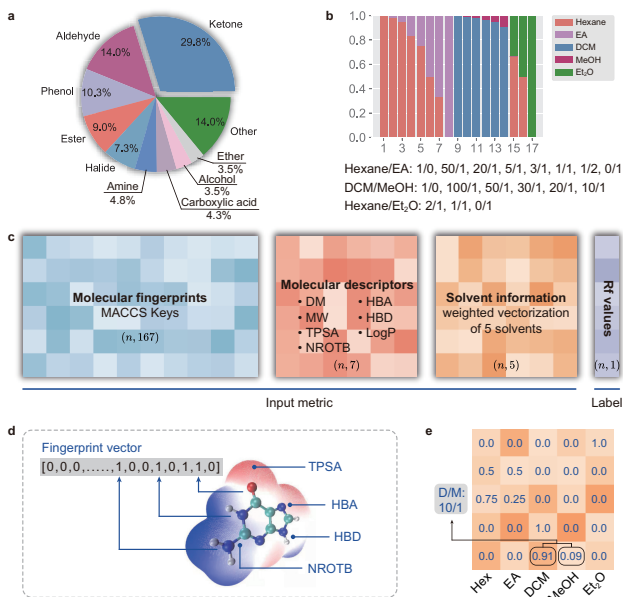 a
Ketone
29.8%
Aldehyde
14.0%
Phenol
10.3%
Ester
9.0%
Halide
7.3%
Amine
4.8%
Carboxylic acid
4.3%
Alcohol
3.5%
Ether
3.5%
Other
14.0%
b
Hexane
EA
DCM
MeOH
Et₂O
1.0
0.8
0.6
0.4
0.2
0.0
1 3 5 7 9 11 13 15 17
Hexane/EA: 1/0, 50/1, 20/1, 5/1, 3/1, 1/1, 1/2, 0/1
DCM/MeOH: 1/0, 100/1, 50/1, 30/1, 20/1, 10/1
Hexane/Et₂O: 2/1, 1/1, 0/1
c
Molecular fingerprints
MACCS Keys
(n, 167)
Molecular descriptors
• DM • HBA
• MW • HBD
• TPSA • LogP
• NROTB
(n, 7)
Solvent information
weighted vectorization
of 5 solvents
(n, 5)
Rf values
(n, 1)
Input metric
Label
d
Fingerprint vector
[0,0,0,.....,1,0,0,1,0,1,1,0]
TPSA
HBA
HBD
NROTB
e
D/M:
10/1
0.0 0.0 0.0 0.0 1.0
0.5 0.5 0.0 0.0 0.0
0.75 0.25 0.0 0.0 0.0
0.0 0.0 1.0 0.0 0.0
0.0 0.0 0.91 0.09 0.0
Hex EA DCM MeOH Et₂O